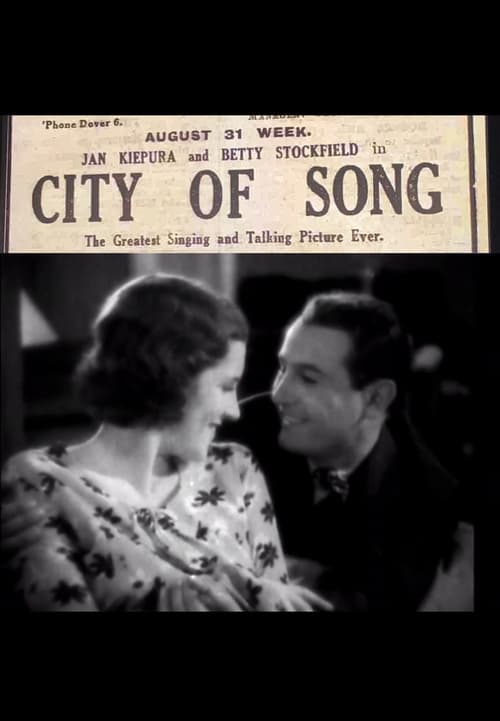 'Phone Dover 6.
AUGUST 31 WEEK.
JAN KIEPURA and BETTY STOCKFIELD in
CITY OF SONG
The Greatest Singing and Talking Picture Ever.